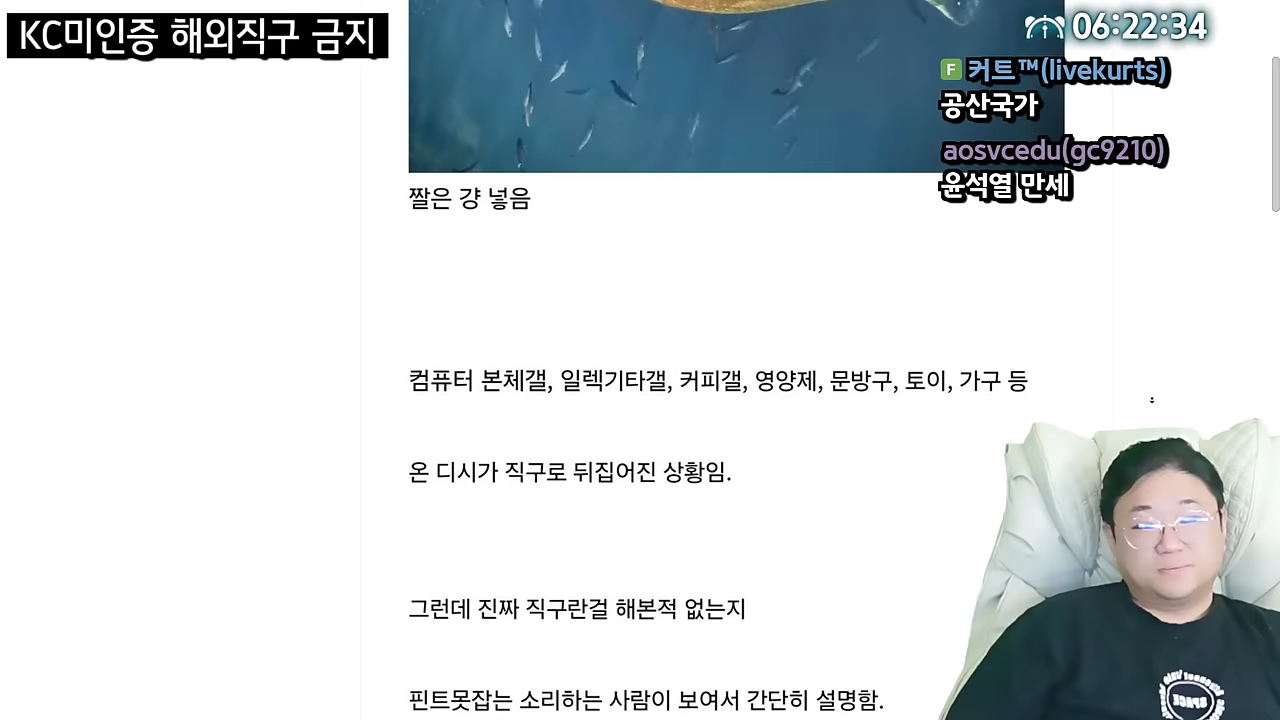 KC미인증 해외직구 금지
06:22:34
F 커트™(livekurts)
공산국가
aosvcedu(gc9210)
윤석열 만세
짤은 걍 넣음
컴퓨터 본체갤, 일렉기타갤, 커피갤, 영양제, 문방구, 토이, 가구 등
온 디시가 직구로 뒤집어진 상황임.
그런데 진짜 직구란걸 해본적 없는지
핀트못잡는 소리하는 사람이 보여서 간단히 설명함.
SPACE